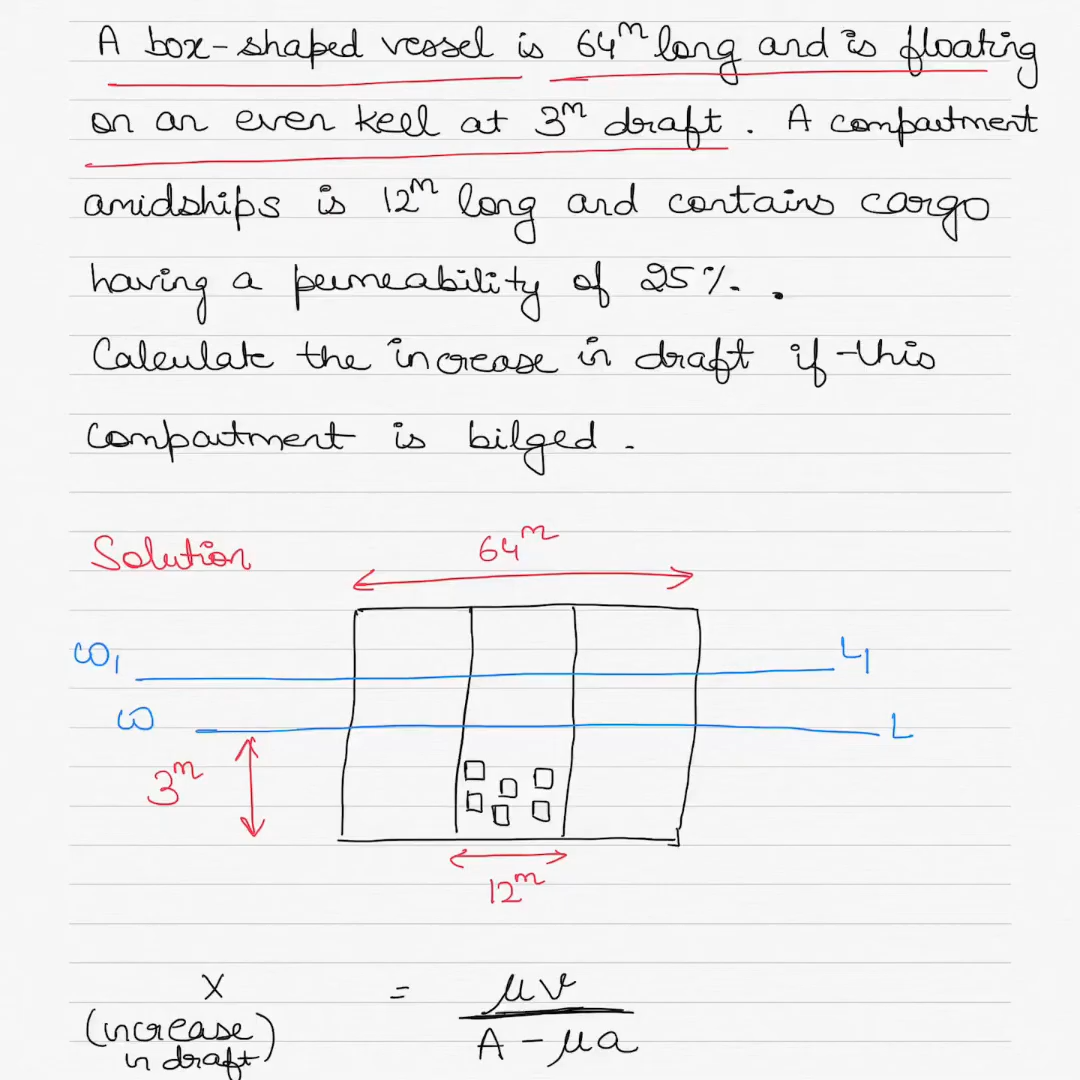 A box-shaped vessel is 64ᵐ long and is floating
on an even keel at 3ᵐ draft. A compartment
amidships is 12ᵐ long and contains cargo
having a permeability of 25%.
Calculate the increase in draft if this
compartment is bilged.
Solution
64ᵐ
W₁ L₁
W L
3ᵐ
12ᵐ
X = μv
(increase in draft) A - μa